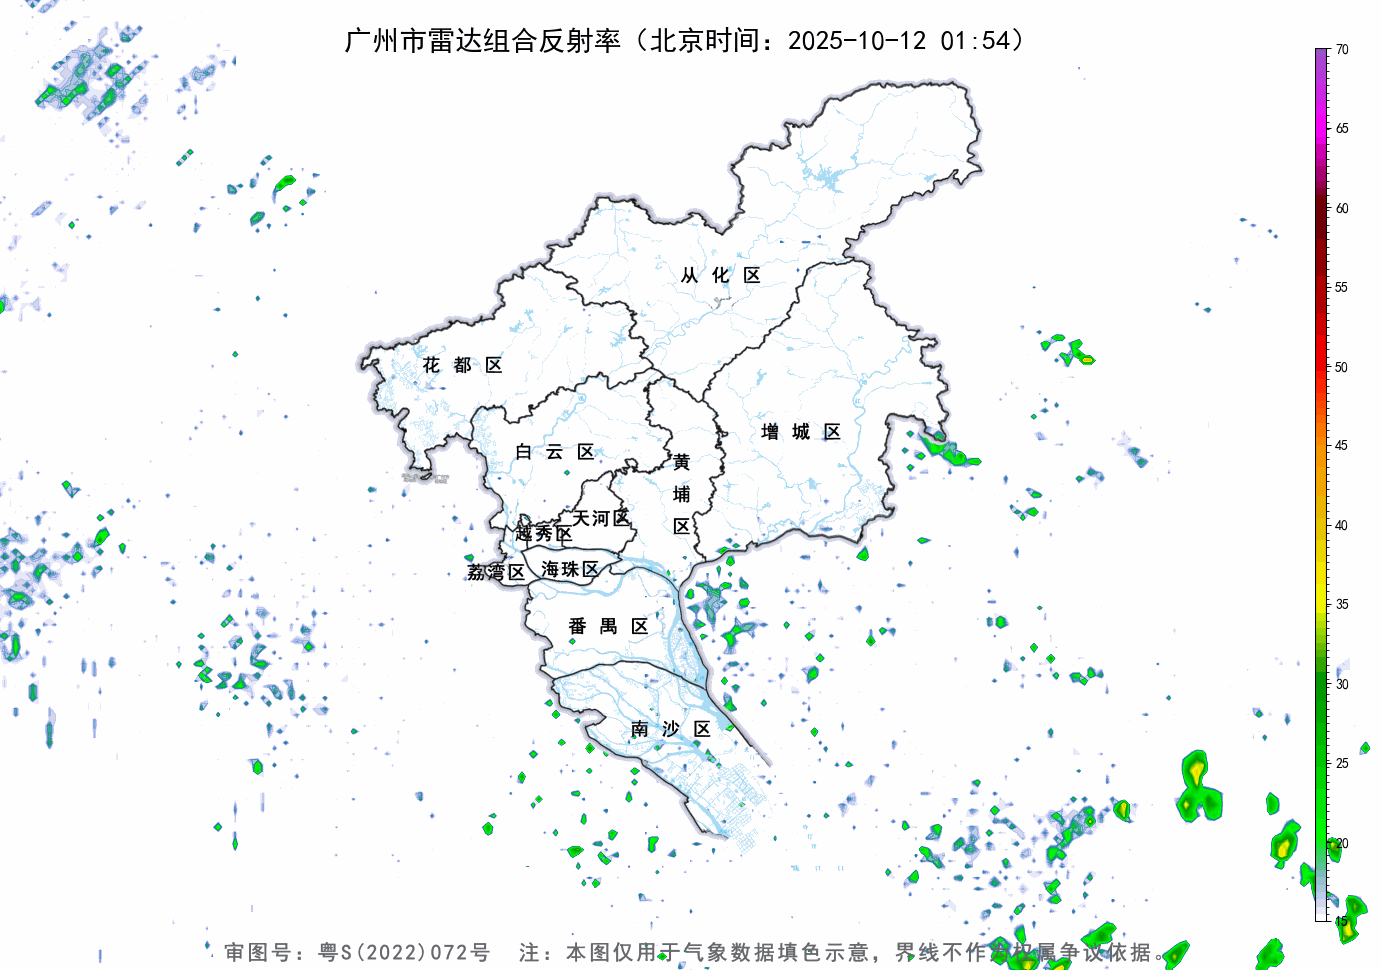 广州市雷达组合反射率（北京时间：2025-10-12 01:54）
70
65
60
55
50
45
40
35
30
25
20
15
从化区
花都区
增城区
白云区
黄埔区
天河区
越秀区
荔湾区
海珠区
番禺区
南沙区
审图号：粤S(2022)072号 注：本图仅用于气象数据填色示意，界线不作为权属争议依据。